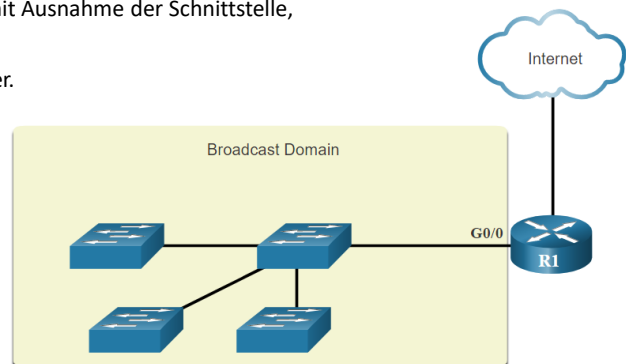 it Ausnahme der Schnittstelle,
er.
Internet
Broadcast Domain
G0/0
R1